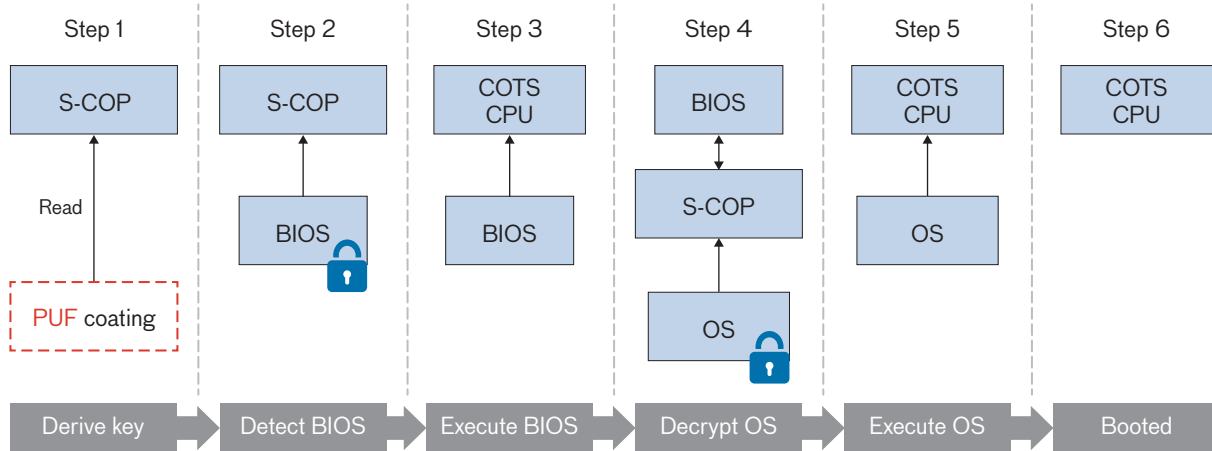 Step 1
Step 2
Step 3
Step 4
Step 5
Step 6
S-COP
S-COP
COTS
CPU
BIOS
COTS
CPU
COTS
CPU
Read
BIOS
BIOS
S-COP
OS
PUF coating
OS
Derive key
Detect BIOS
Execute BIOS
Decrypt OS
Execute OS
Booted